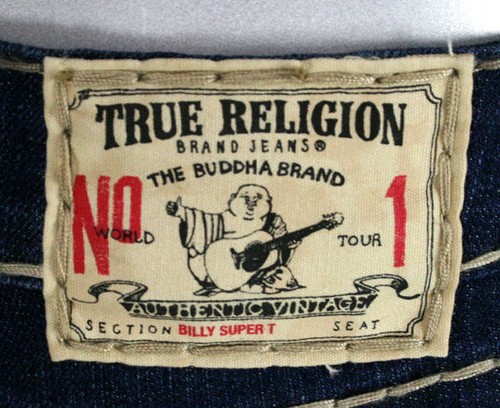 TRUE RELIGION
BRAND JEANS®
THE BUDDHA BRAND
NO 1
WORLD TOUR
AUTHENTIC VINTAGE
SECTION BILLY SUPER T SEAT